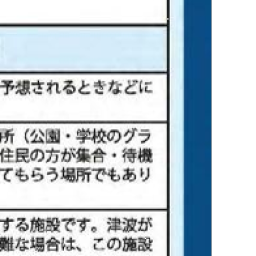 予想されるときなどに
所（公園・学校のグラ
住民の方が集合・待機
てもらう場所でもあり
する施設です。津波が
難な場合は、この施設